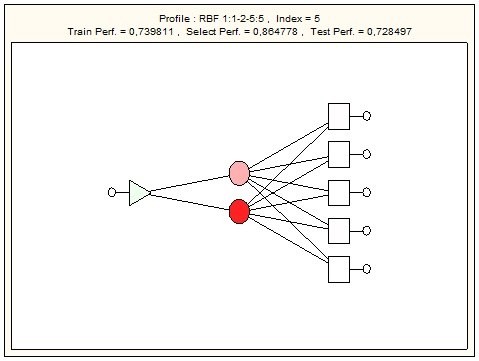 Profile : RBF 1:1-2-5:5 , Index = 5
Train Perf. = 0,739811 , Select Perf. = 0,864778 , Test Perf. = 0,728497